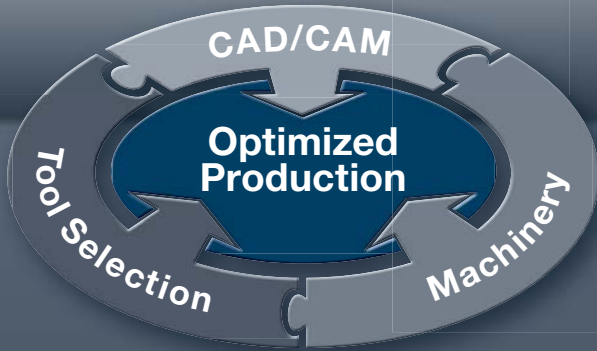 CAD/CAM
Optimized
Production
Tool Selection
Machinery